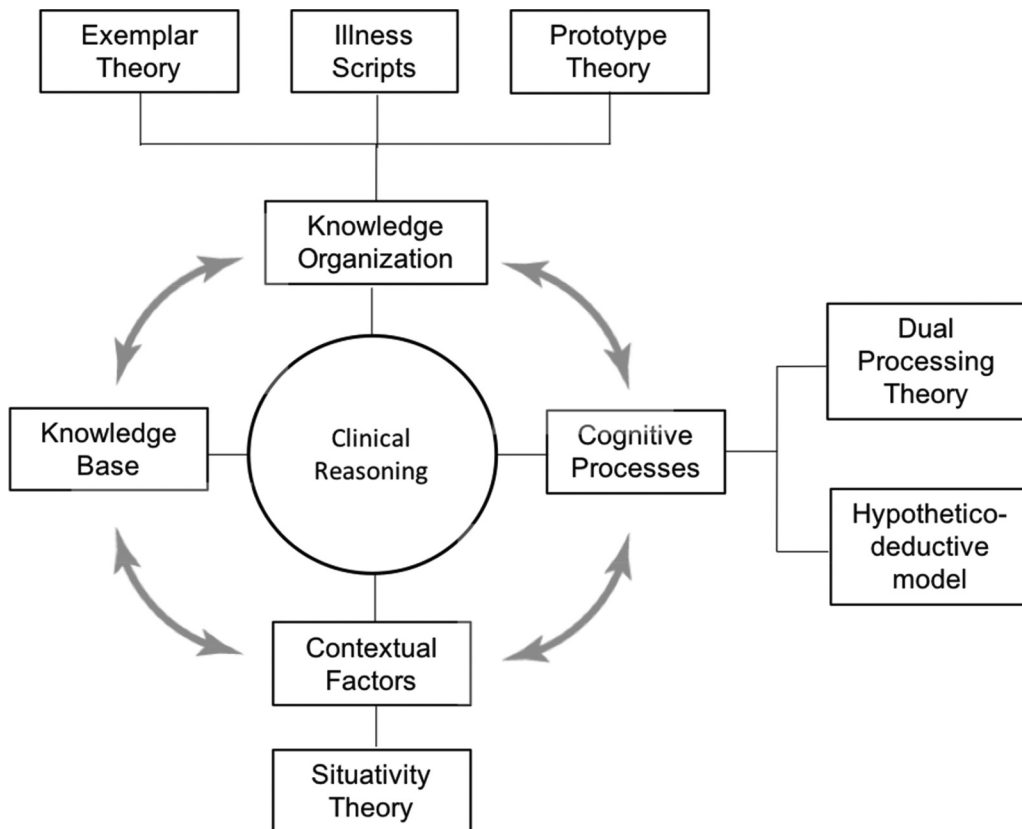 Exemplar
Theory
Illness
Scripts
Prototype
Theory
Knowledge
Organization
Dual
Processing
Theory
Knowledge
Base
Clinical
Reasoning
Cognitive
Processes
Hypothetico-
deductive
model
Contextual
Factors
Situativity
Theory